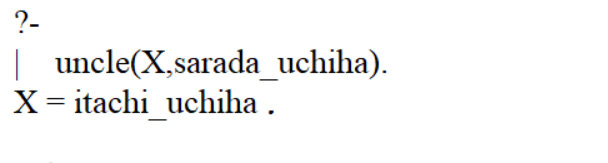 ?-
|    uncle(X,sarada_uchiha).
X = itachi_uchiha .